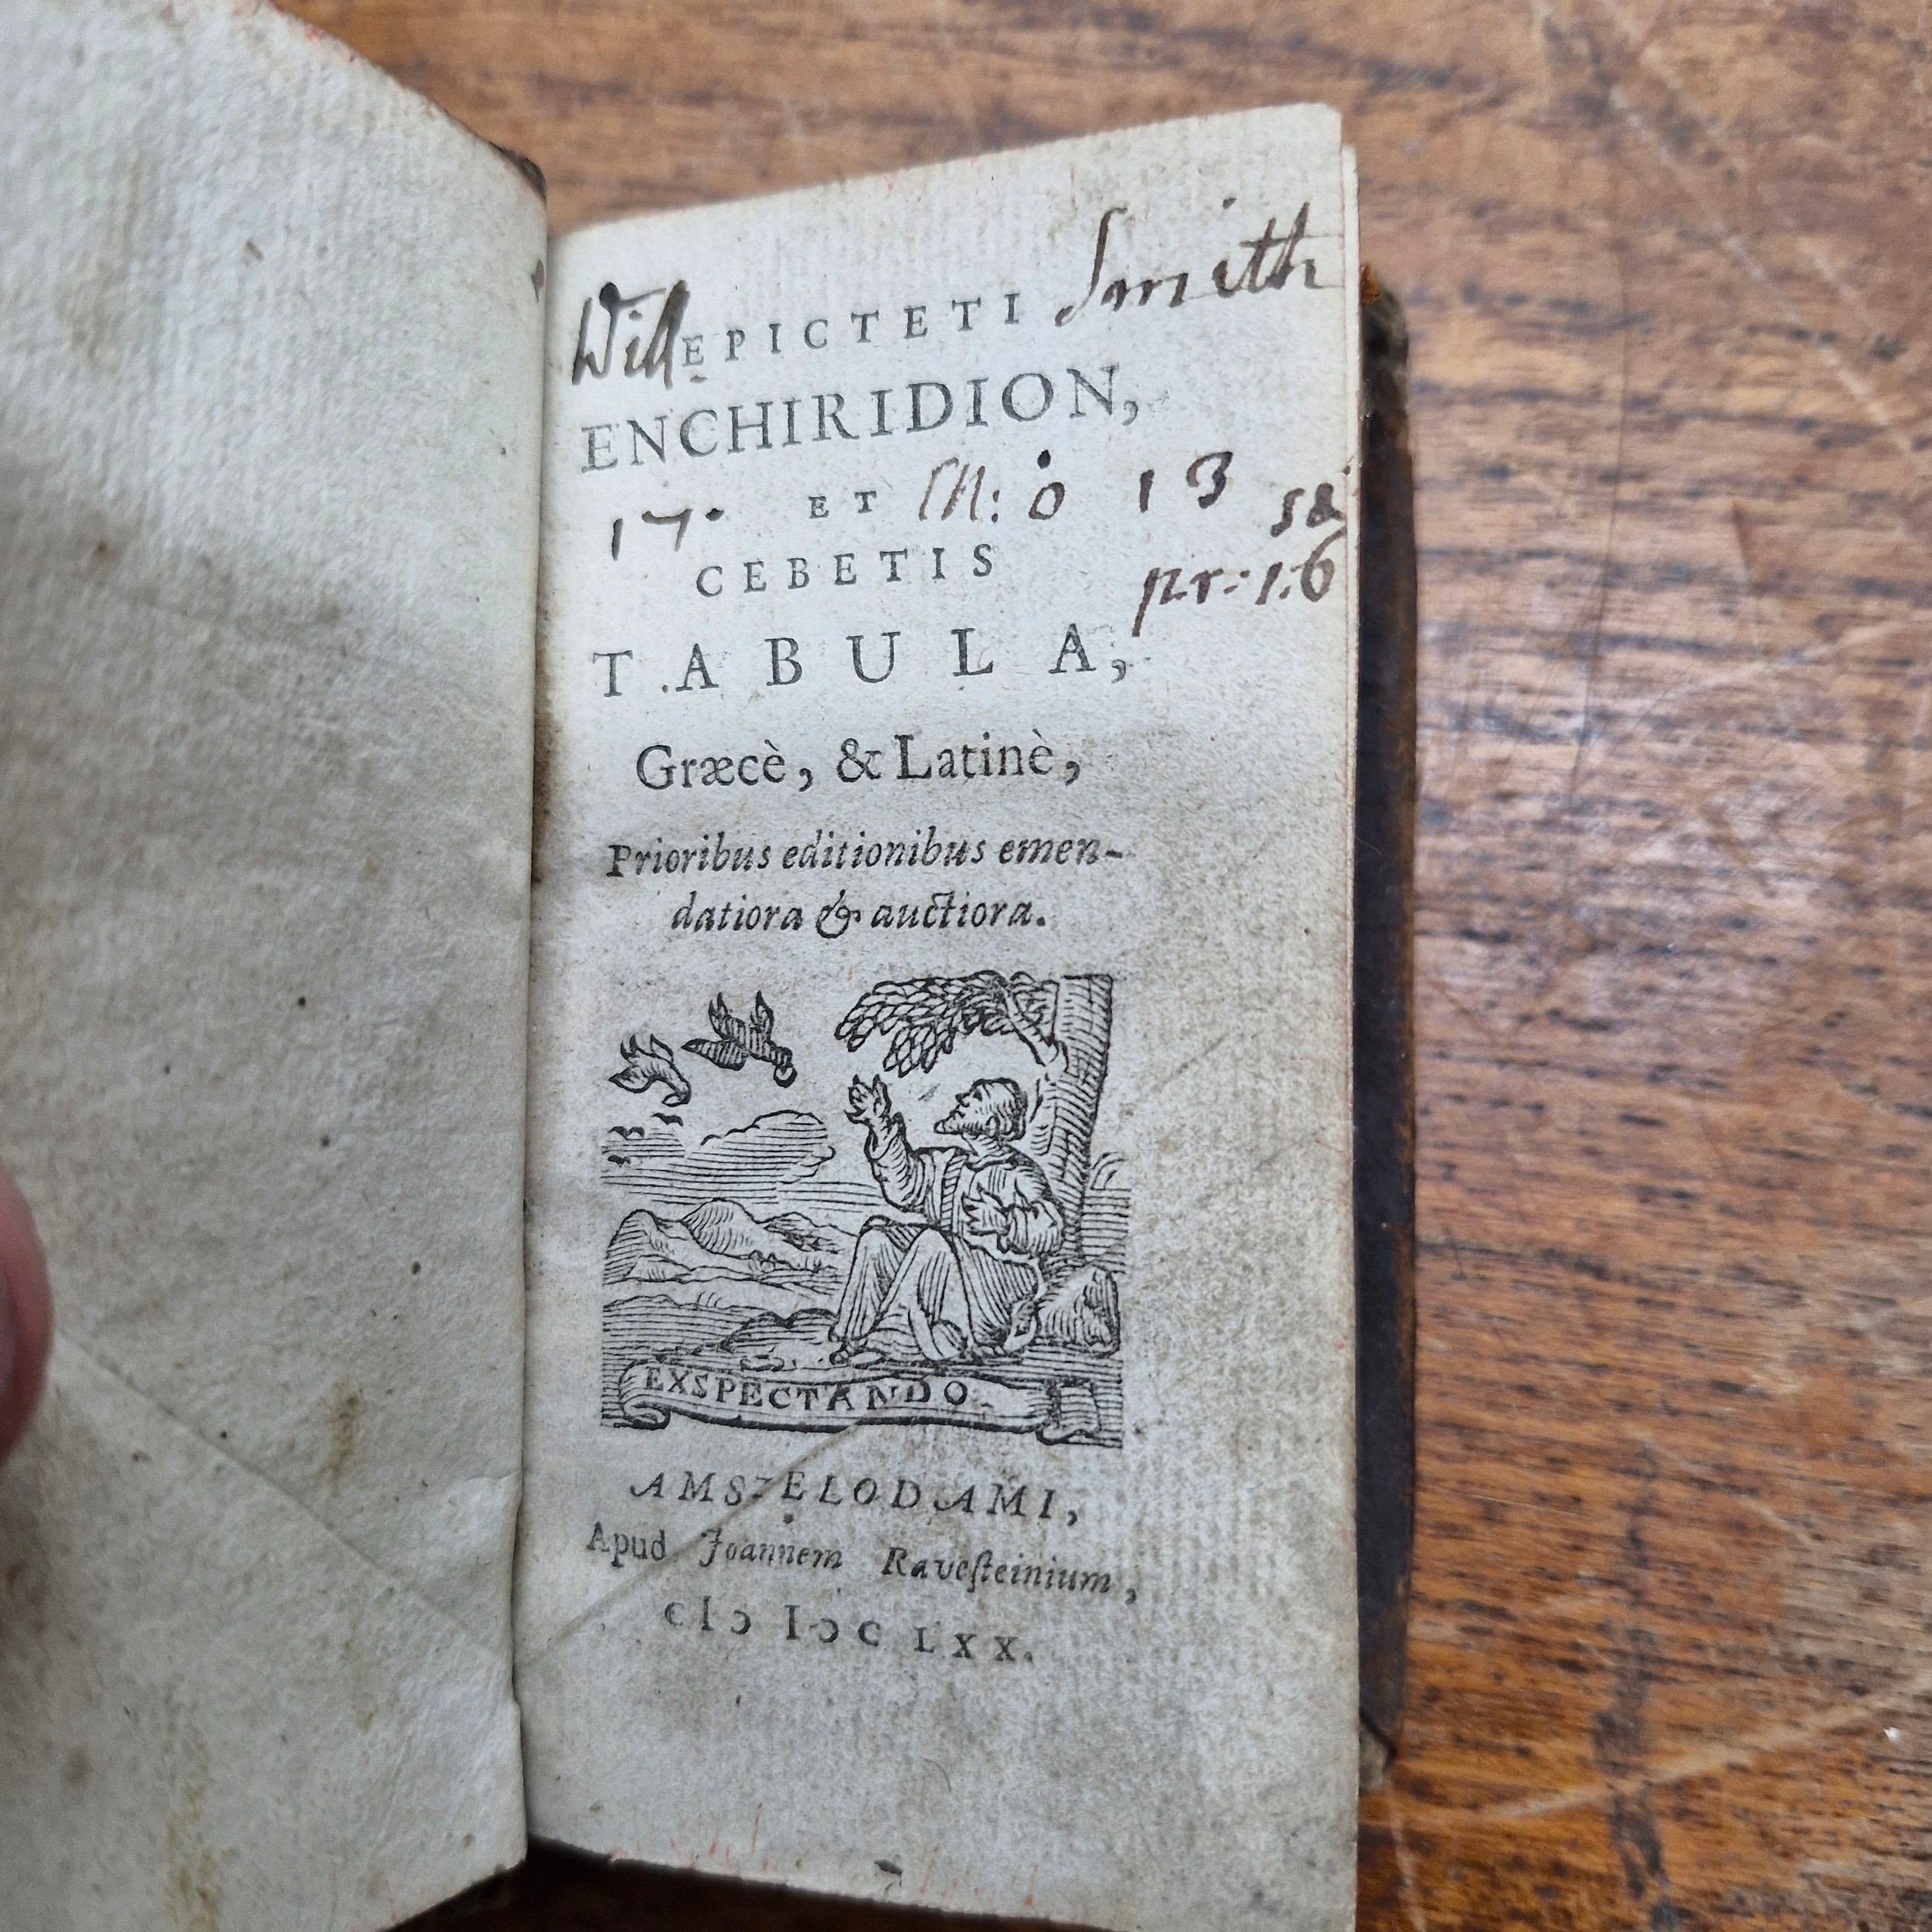 Will EPICTETI Smith
ENCHIRIDION,
17. ET M: 0 13
CEBETIS pr: 1.6
TABULA,
Græcè, & Latinè,
Prioribus editionibus emen-
datiora & auctiora.
EXSPECTANDO.
AMSTELODAMI,
Apud Joannem Raveſteinium,
cIↄ Iↄc LXX.